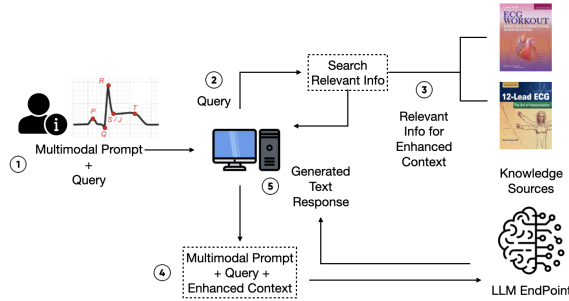 R
P
T
S / J
Q
1
Multimodal Prompt
+
Query
2
Query
Search
Relevant Info
3
Relevant
Info for
Enhanced
Context
ECG
WORKOUT
12-Lead ECG
The Art of Interpretation
Knowledge
Sources
5
Generated
Text
Response
4
Multimodal Prompt
+ Query +
Enhanced Context
LLM EndPoint